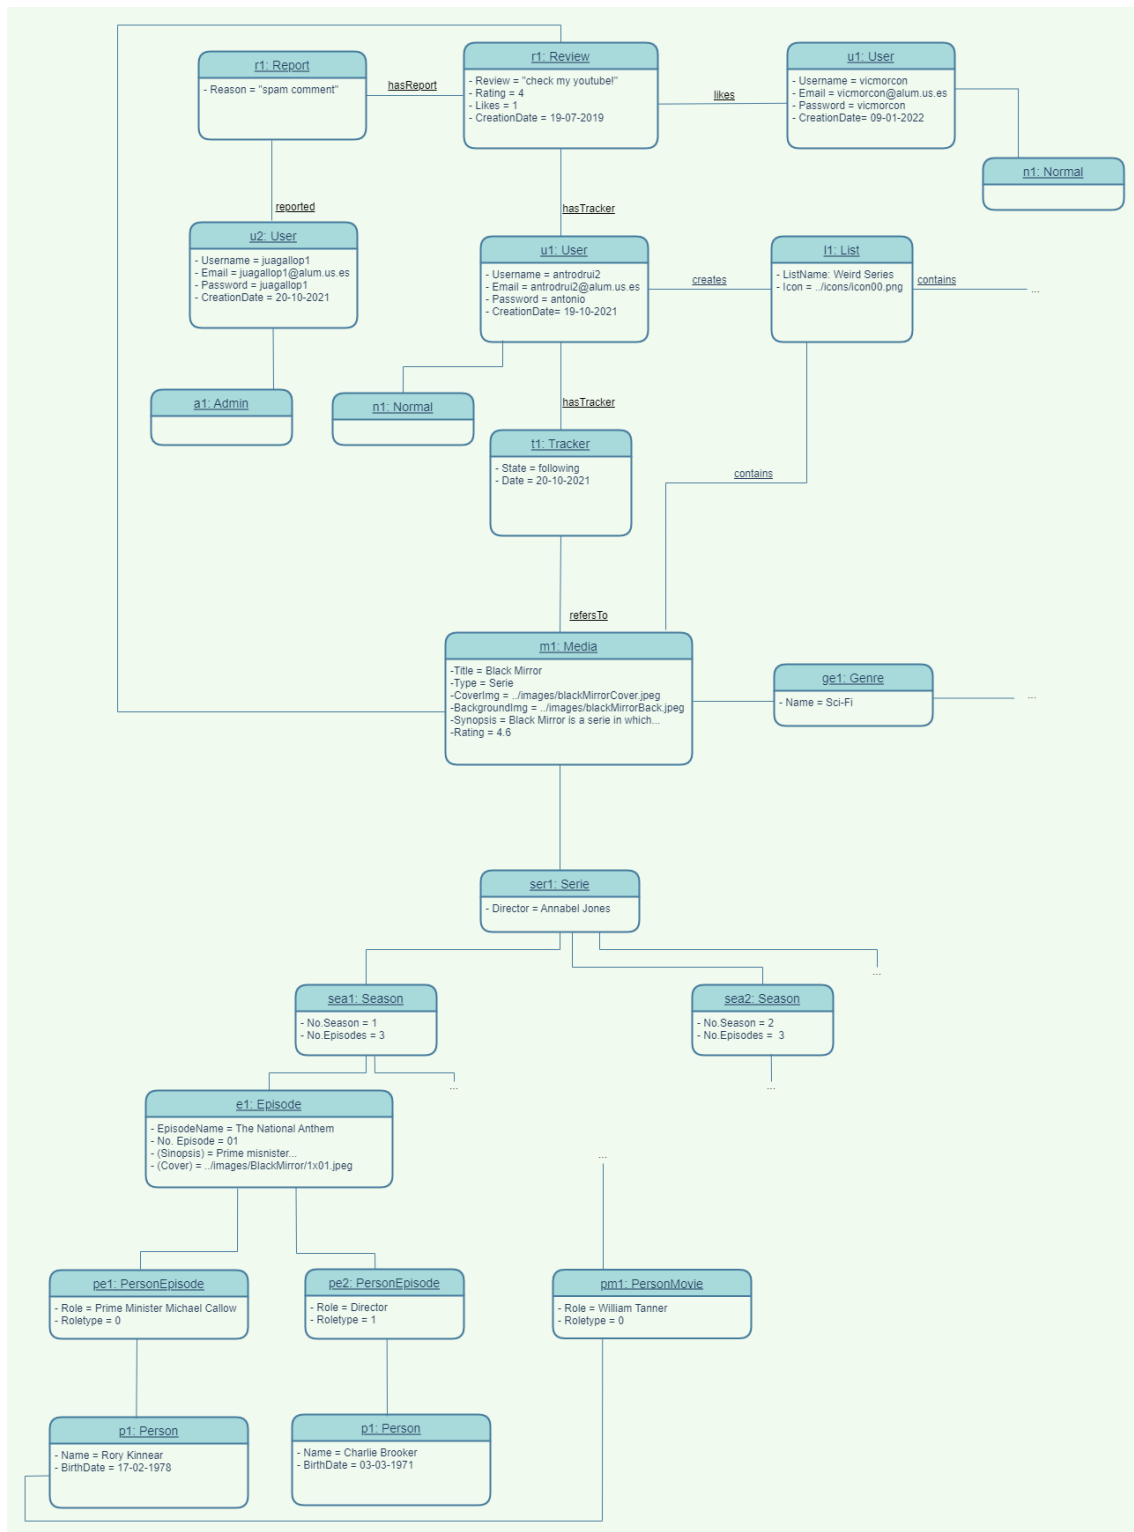 r1: Report
- Reason = "spam comment"
hasReport
r1: Review
- Review = "check my youtube!"
- Rating = 4
- Likes = 1
- CreationDate = 19-07-2019
likes
u1: User
- Username = vicmorcon
- Email = vicmorcon@alum.us.es
- Password = vicmorcon
- CreationDate= 09-01-2022
n1: Normal
reported
hasTracker
u2: User
- Username = juagallop1
- Email = juagallop1@alum.us.es
- Password = juagallop1
- CreationDate = 20-10-2021
u1: User
- Username = antrodrui2
- Email = antrodrui2@alum.us.es
- Password = antonio
- CreationDate= 19-10-2021
creates
l1: List
- ListName: Weird Series
- Icon = ../icons/icon00.png
contains
...
a1: Admin
n1: Normal
hasTracker
t1: Tracker
- State = following
- Date = 20-10-2021
contains
refersTo
m1: Media
-Title = Black Mirror
-Type = Serie
-CoverImg = ../images/blackMirrorCover.jpeg
-BackgroundImg = ../images/blackMirrorBack.jpeg
-Synopsis = Black Mirror is a serie in which...
-Rating = 4.6
ge1: Genre
- Name = Sci-Fi
...
ser1: Serie
- Director = Annabel Jones
...
sea1: Season
- No.Season = 1
- No.Episodes = 3
sea2: Season
- No.Season = 2
- No.Episodes =  3
...
...
e1: Episode
- EpisodeName = The National Anthem
- No. Episode = 01
- (Sinopsis) = Prime misnister...
- (Cover) = ../images/BlackMirror/1x01.jpeg
...
pe1: PersonEpisode
- Role = Prime Minister Michael Callow
- Roletype = 0
pe2: PersonEpisode
- Role = Director
- Roletype = 1
pm1: PersonMovie
- Role = William Tanner
- Roletype = 0
p1: Person
- Name = Rory Kinnear
- BirthDate = 17-02-1978
p1: Person
- Name = Charlie Brooker
- BirthDate = 03-03-1971